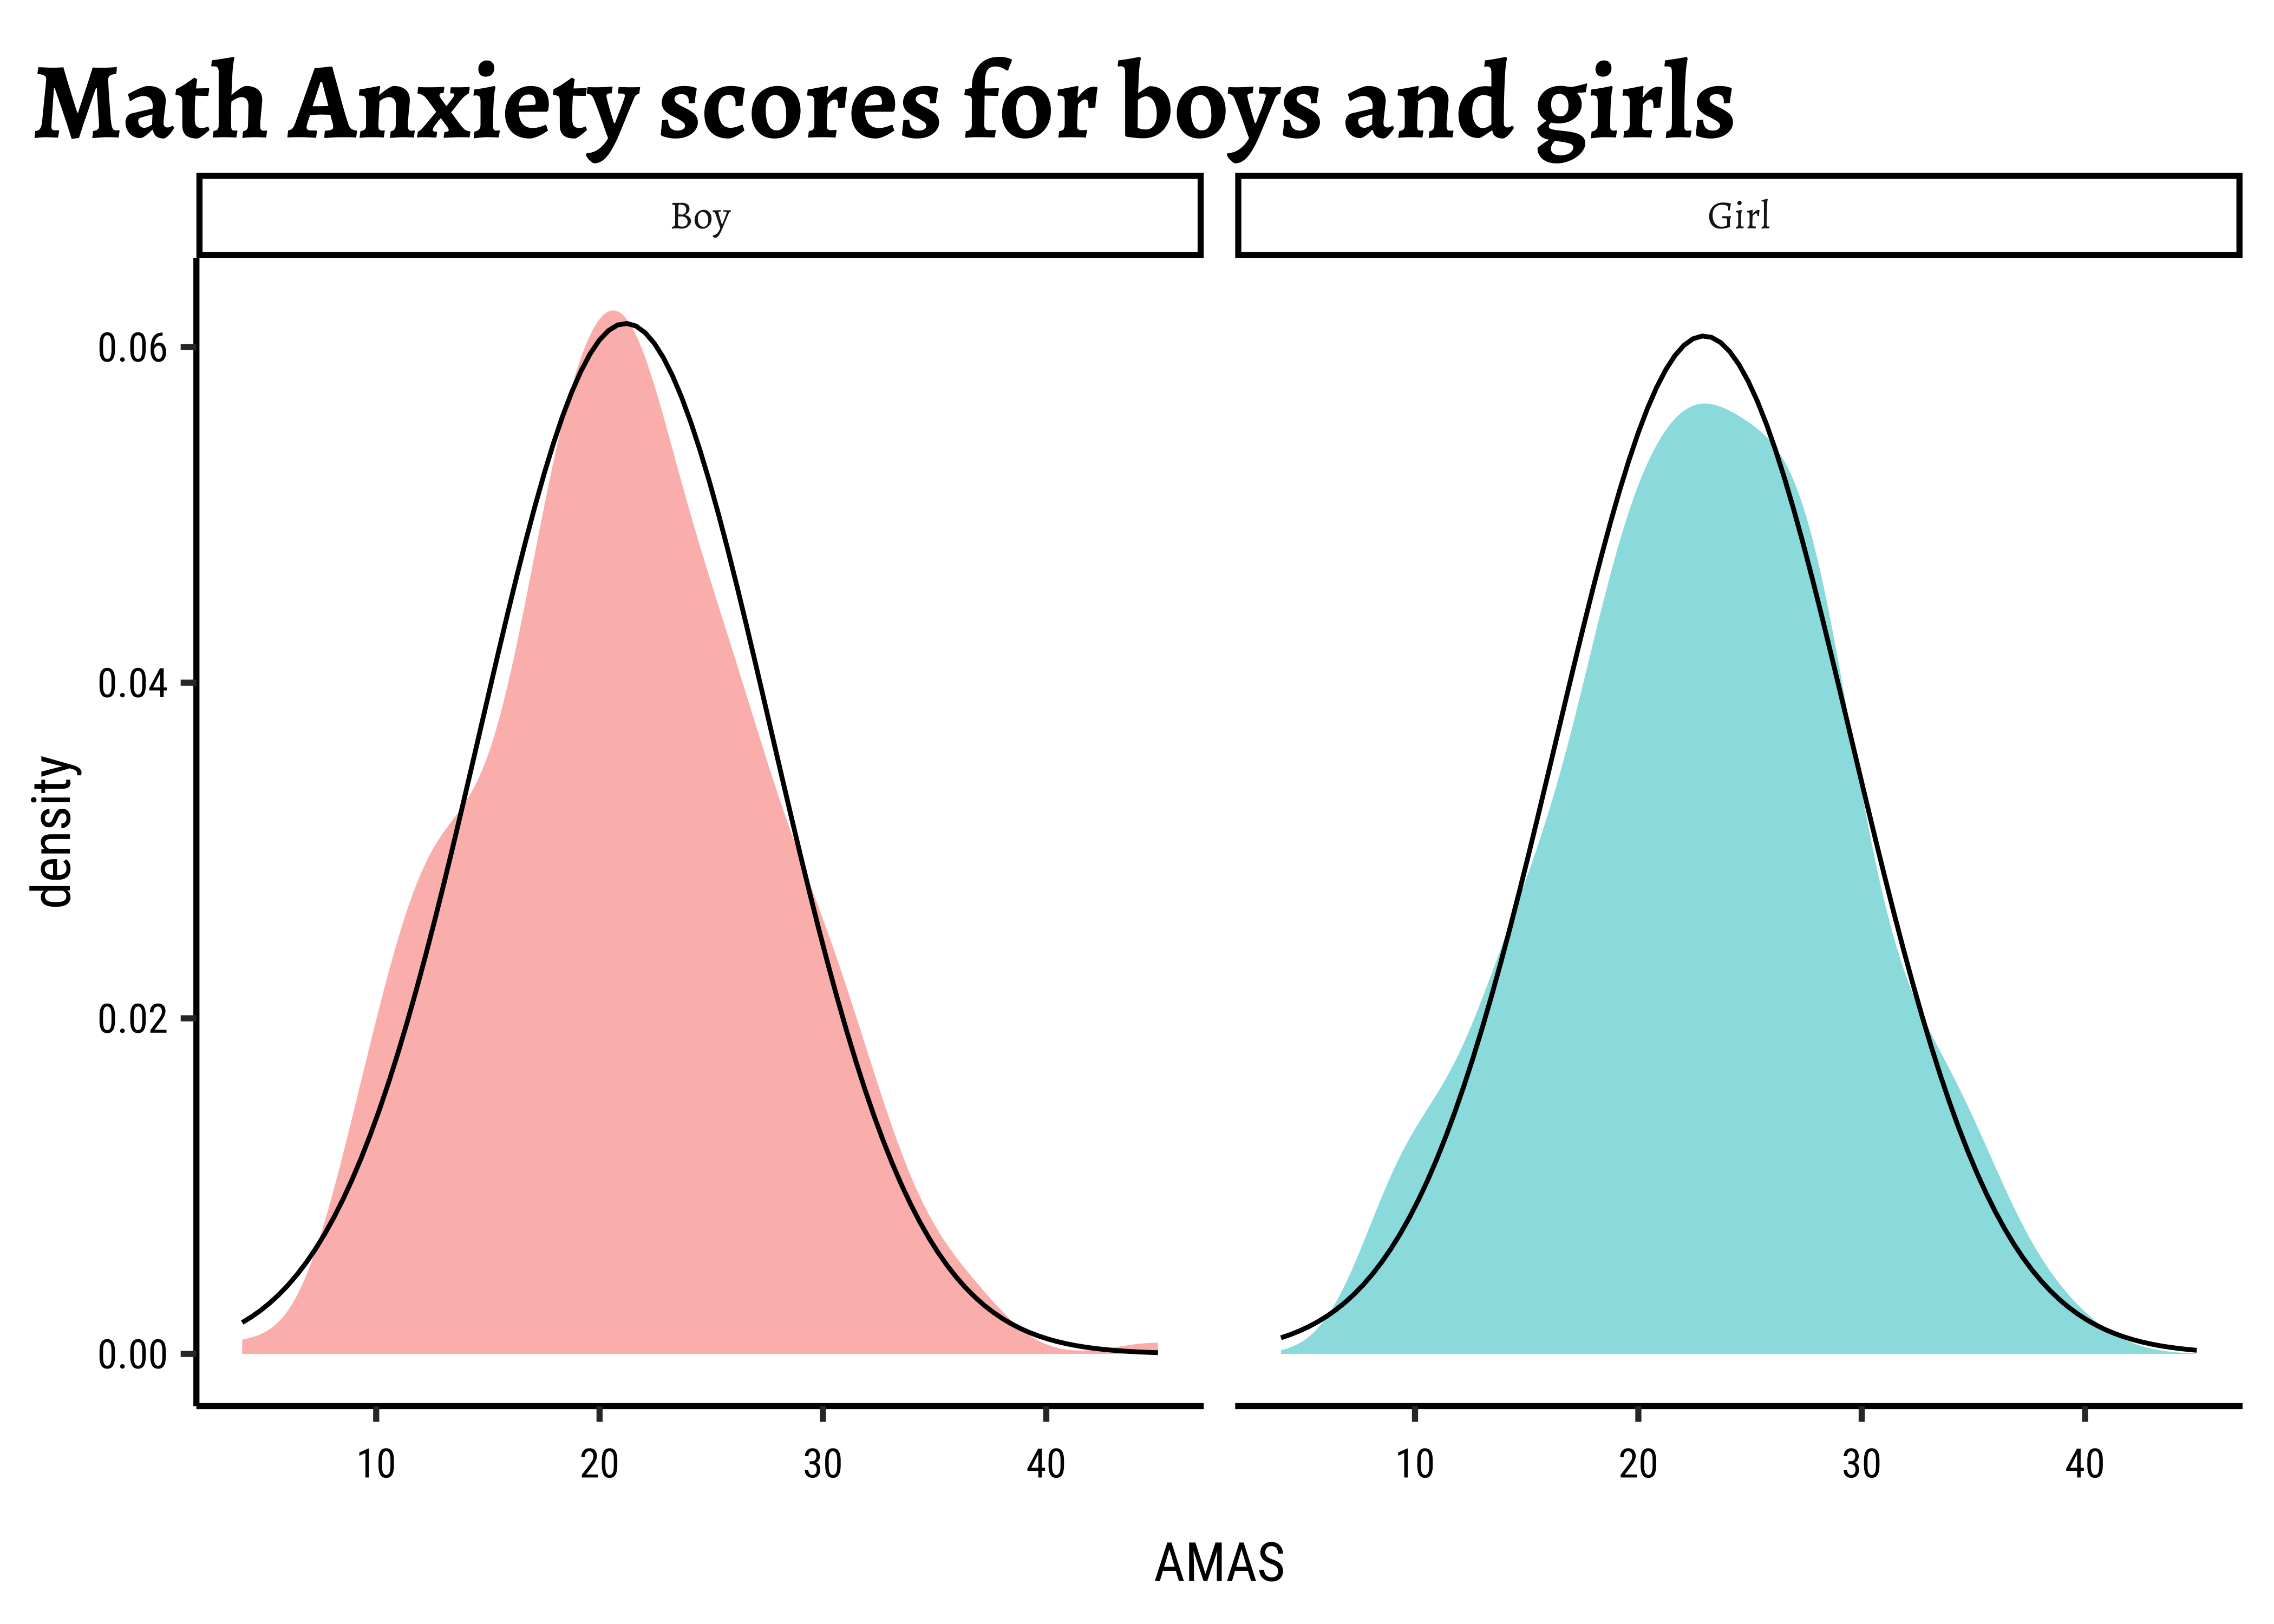 Math Anxiety scores for boys and girls
Boy
Girl
0.06
0.04
0.02
0.00
density
10 20 30 40
10 20 30 40
AMAS